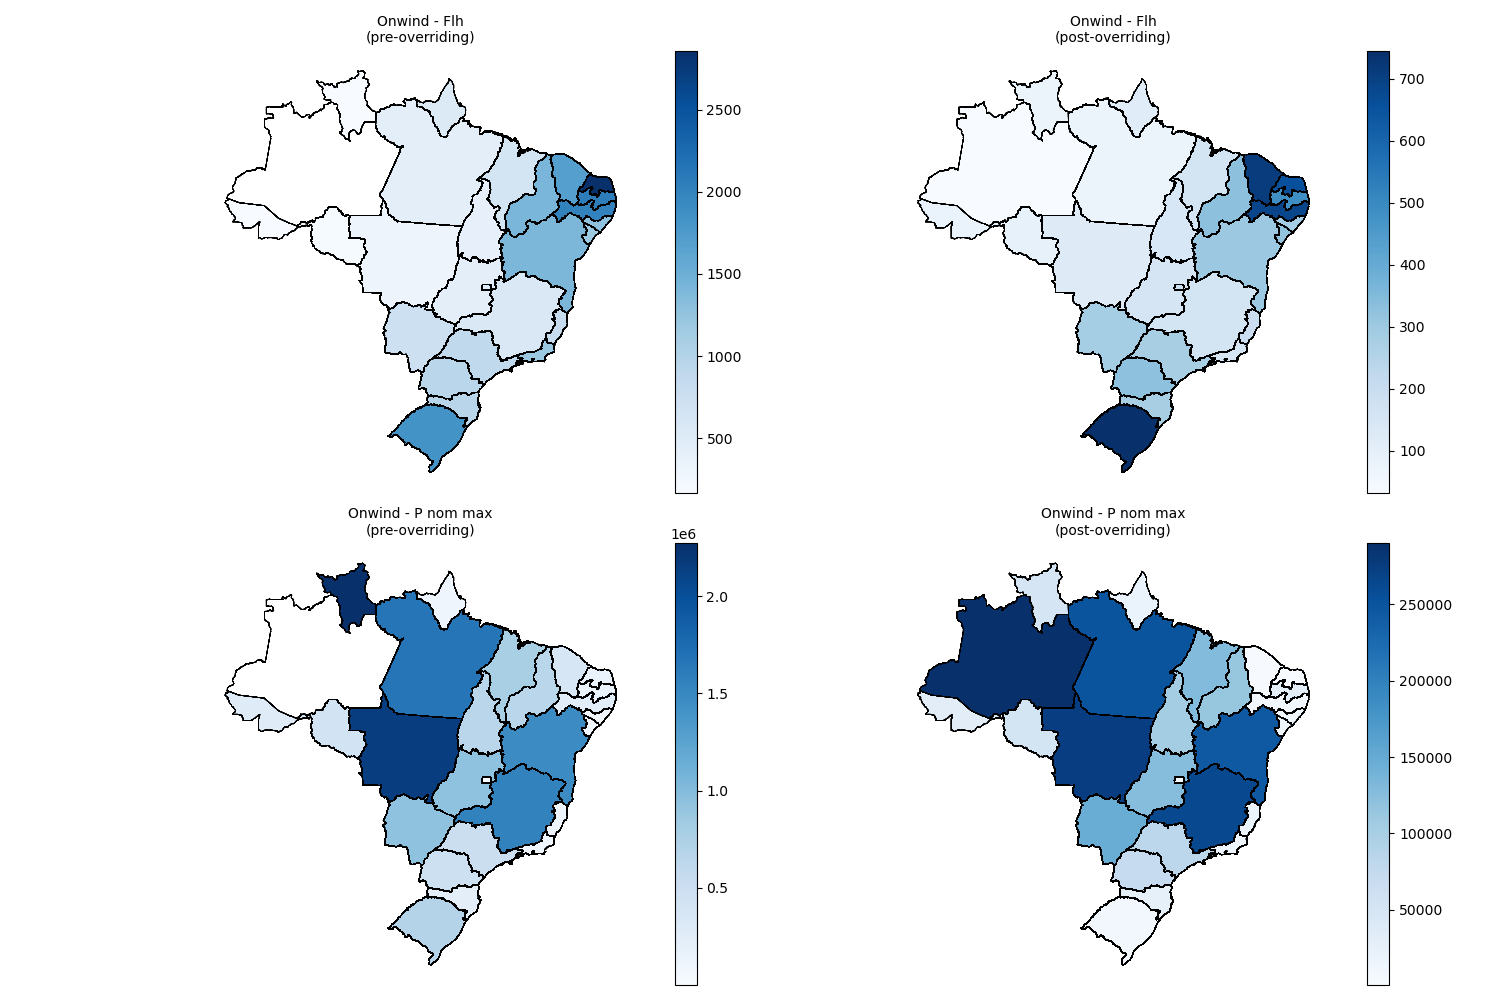 Onwind - Flh
(pre-overriding)
2500
2000
1500
1000
500
Onwind - Flh
(post-overriding)
700
600
500
400
300
200
100
Onwind - P nom max
(pre-overriding)
1e6
2.0
1.5
1.0
0.5
Onwind - P nom max
(post-overriding)
250000
200000
150000
100000
50000